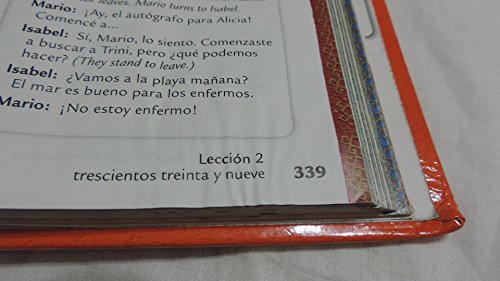 for leaves. Mario turns to Isabel.
Mario: ¡Ay, el autógrafo para Alicia!
Comencé a...
Isabel: Sí, Mario, lo siento. Comenzaste
a buscar a Trini, pero ¿qué podemos
hacer? (They stand to leave.)
Isabel: ¿Vamos a la playa mañana?
El mar es bueno para los enfermos.
Mario: ¡No estoy enfermo!
Lección 2
trescientos treinta y nueve 339